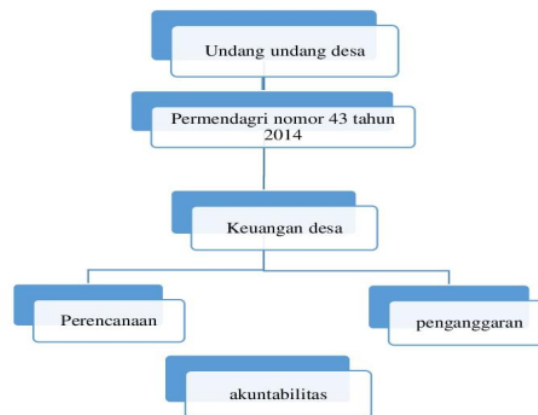 Undang undang desa
Permendagri nomor 43 tahun
2014
Keuangan desa
Perencanaan
penganggaran
akuntabilitas